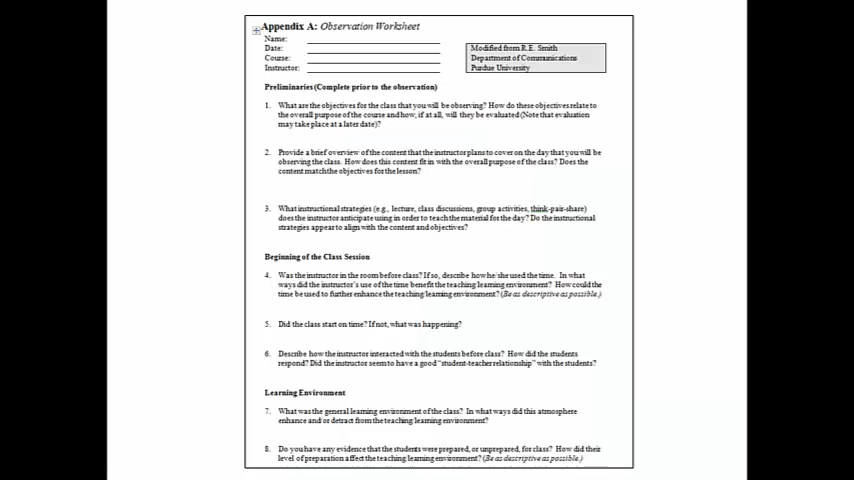 Appendix A: Observation Worksheet
Name:
Date:
Course:
Instructor:
Modified from R.E. Smith
Department of Communications
Purdue University
Preliminaries (Complete prior to the observation)
1. What are the objectives for the class that you will be observing? How do these objectives relate to
the overall purpose of the course and how, if at all, will they be evaluated (Note that evaluation
may take place at a later date)?
2. Provide a brief overview of the content that the instructor plans to cover on the day that you will be
observing the class. How does this content fit in with the overall purpose of the class? Does the
content match the objectives for the lesson?
3. What instructional strategies (e.g., lecture, class discussions, group activities, think-pair-share)
does the instructor anticipate using in order to teach the material for the day? Do the instructional
strategies appear to align with the content and objectives?
Beginning of the Class Session
4. Was the instructor in the room before class? If so, describe how he/she used the time. In what
ways did the instructor's use of the time benefit the teaching/learning environment? How could the
time be used to further enhance the teaching/learning environment? (Be as descriptive as possible.)
5. Did the class start on time? If not, what was happening?
6. Describe how the instructor interacted with the students before class? How did the students
respond? Did the instructor seem to have a good "student-teacher relationship" with the students?
Learning Environment
7. What was the general learning environment of the class? In what ways did this atmosphere
enhance and/or detract from the teaching/learning environment?
8. Do you have any evidence that the students were prepared, or unprepared, for class? How did their
level of preparation affect the teaching/learning environment? (Be as descriptive as possible.)